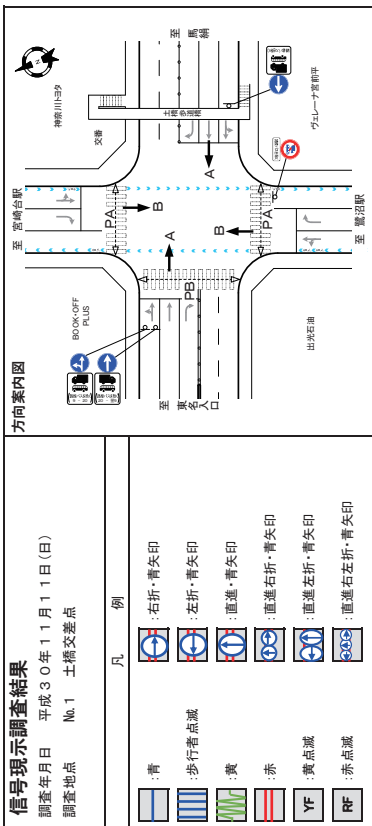 信号現示調査結果
調査年月日 平成30年11月11日(日)
調査地点 No.1 土橋交差点
凡 例
:青
:歩行者点滅
:黄
:赤
YF :黄点滅
RF :赤点滅
:右折・青矢印
:左折・青矢印
:直進・青矢印
:直進右折・青矢印
:直進左折・青矢印
:直進右左折・青矢印
方向案内図
至 宮崎台駅
神奈川トヨタ
交番
至 馬絹
土橋歩道橋
BOOK・OFF
PLUS
PA
B
A
A
B
PA
PB
至 東名入口
ヴェレーナ宮前平
出光石油
至 鷺沼駅